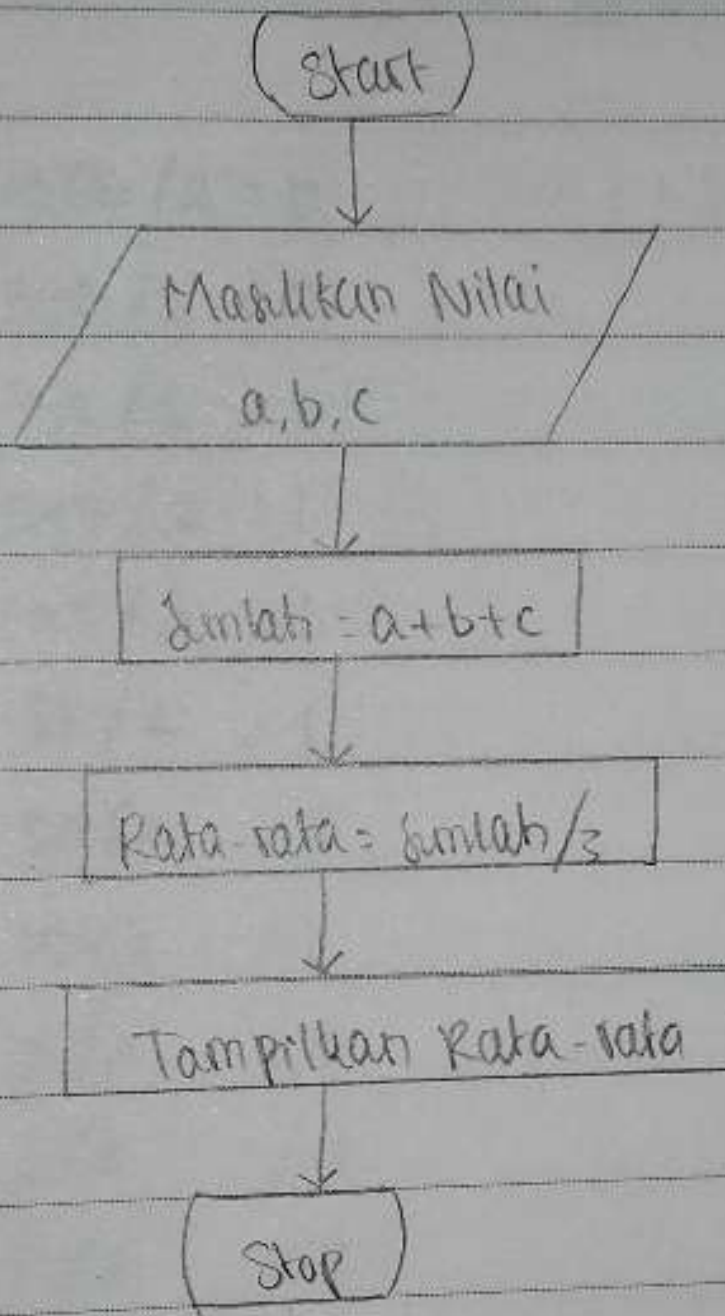 Start
Masukkan Nilai
a, b, c
Jumlah = a+b+c
Rata-rata = Jumlah/3
Tampilkan Rata-rata
Stop